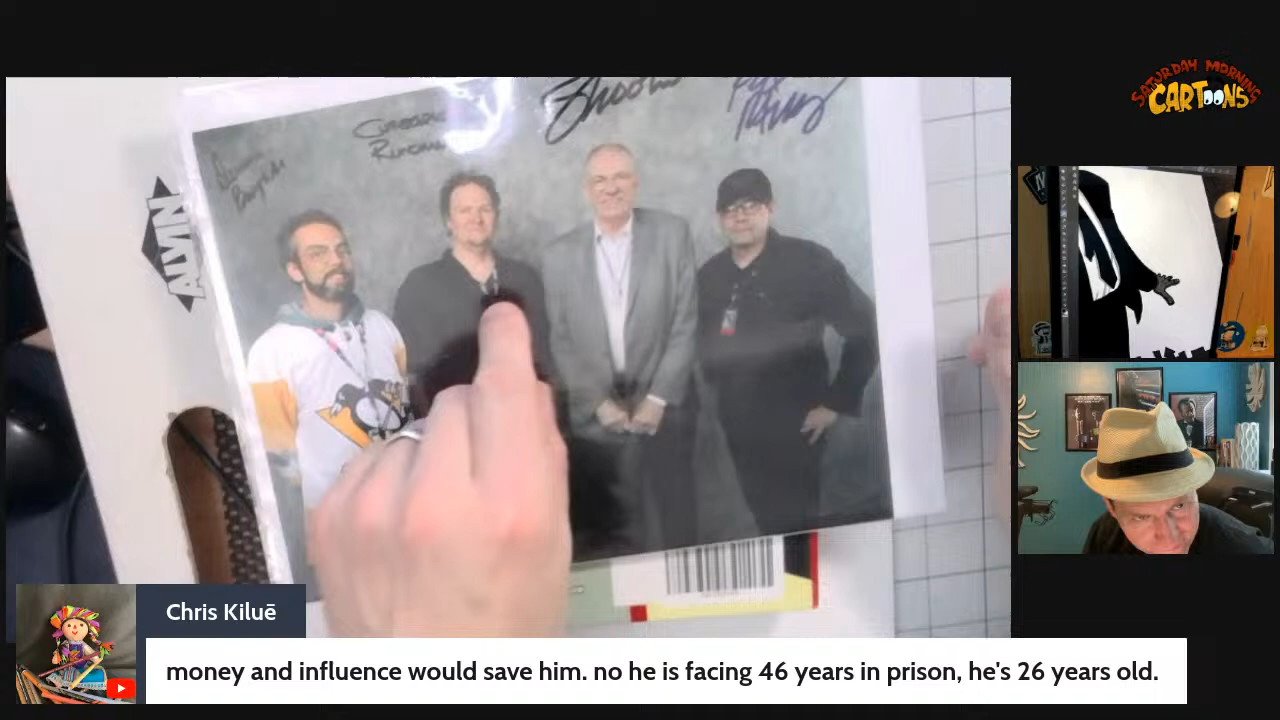 SATURDAY MORNING
CARTOONS
ALVIN
Chris Kiluē
money and influence would save him. no he is facing 46 years in prison, he's 26 years old.